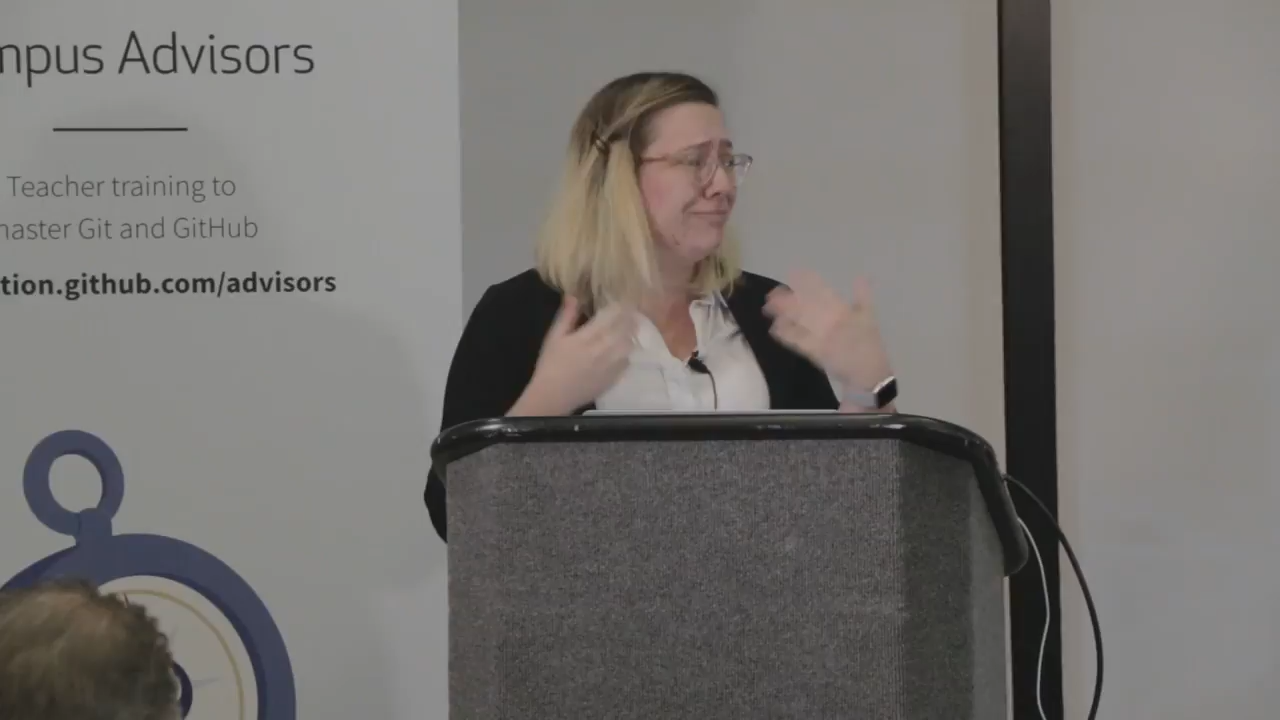 mpus Advisors
Teacher training to
master Git and GitHub
tion.github.com/advisors